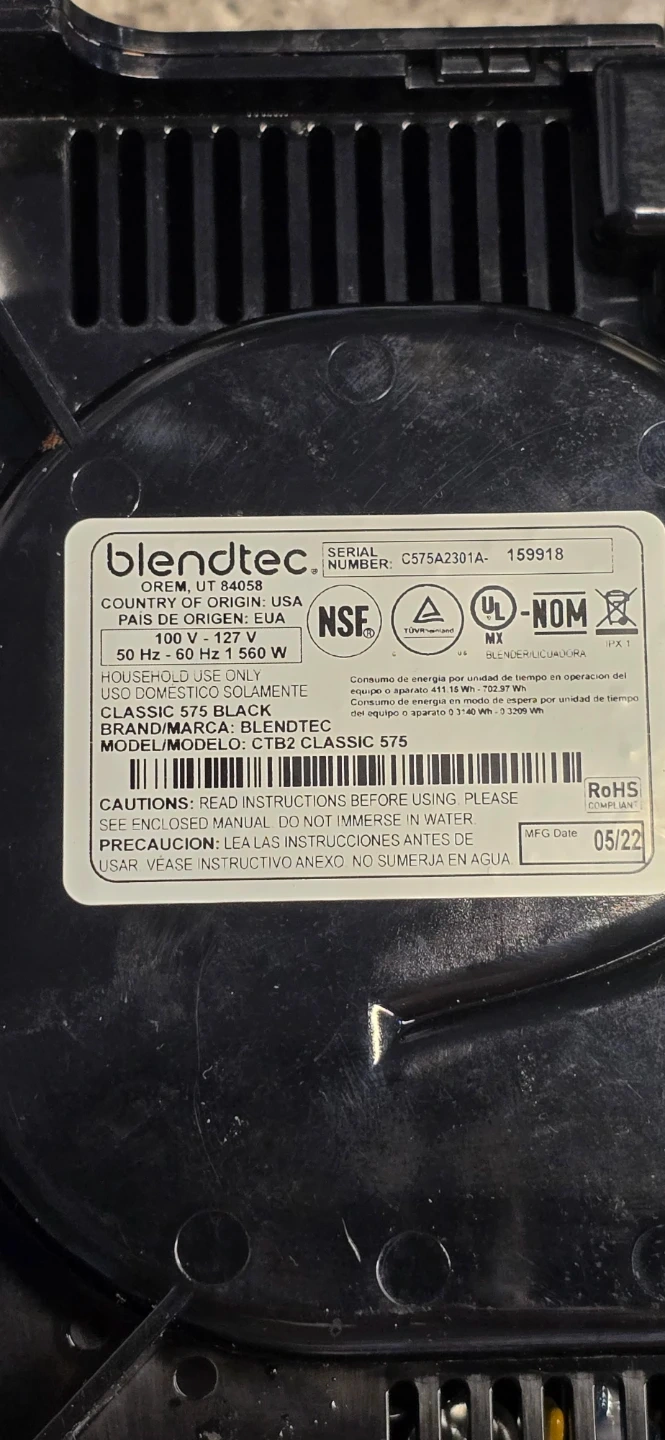 blendtec®
SERIAL NUMBER: C575A2301A- 159918
OREM, UT 84058
COUNTRY OF ORIGIN: USA
PAÍS DE ORIGEN: EUA
100 V - 127 V
50 Hz - 60 Hz 1 560 W
NSF®
TÜVRheinland
C US
UL
MX
-NOM
BLENDER/LICUADORA
IPX 1
HOUSEHOLD USE ONLY
USO DOMÉSTICO SOLAMENTE
CLASSIC 575 BLACK
BRAND/MARCA: BLENDTEC
MODEL/MODELO: CTB2 CLASSIC 575
Consumo de energia por unidad de tiempo en operacion del
equipo o aparato 411.15 Wh - 702.97 Wh
Consumo de energia en modo de espera por unidad de tiempo
del equipo o aparato 0 3140 Wh - 0 3209 Wh
RoHS
COMPLIANT
CAUTIONS: READ INSTRUCTIONS BEFORE USING. PLEASE
SEE ENCLOSED MANUAL. DO NOT IMMERSE IN WATER.
PRECAUCION: LEA LAS INSTRUCCIONES ANTES DE
USAR. VÉASE INSTRUCTIVO ANEXO. NO SUMERJA EN AGUA.
MFG Date 05/22